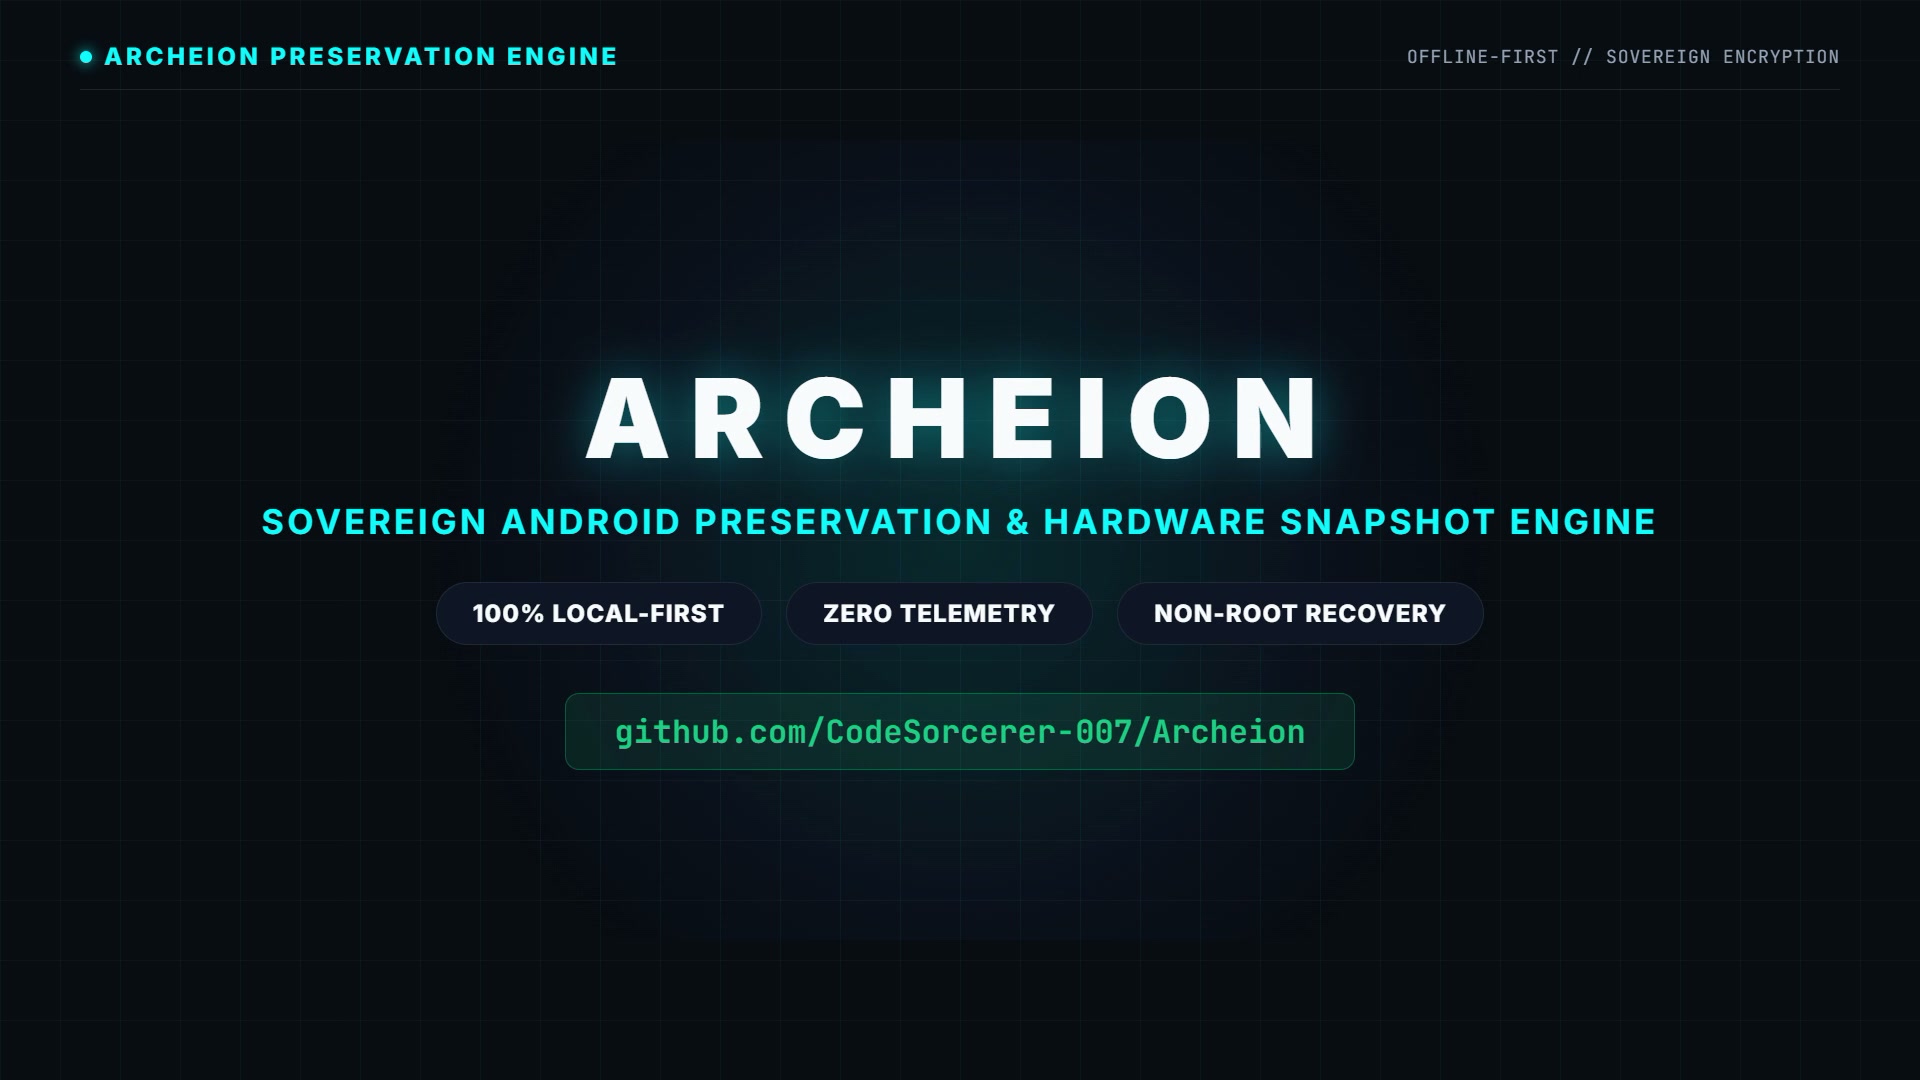 ARCHEION PRESERVATION ENGINE
OFFLINE-FIRST // SOVEREIGN ENCRYPTION
ARCHEION
SOVEREIGN ANDROID PRESERVATION & HARDWARE SNAPSHOT ENGINE
100% LOCAL-FIRST
ZERO TELEMETRY
NON-ROOT RECOVERY
github.com/CodeSorcerer-007/Archeion